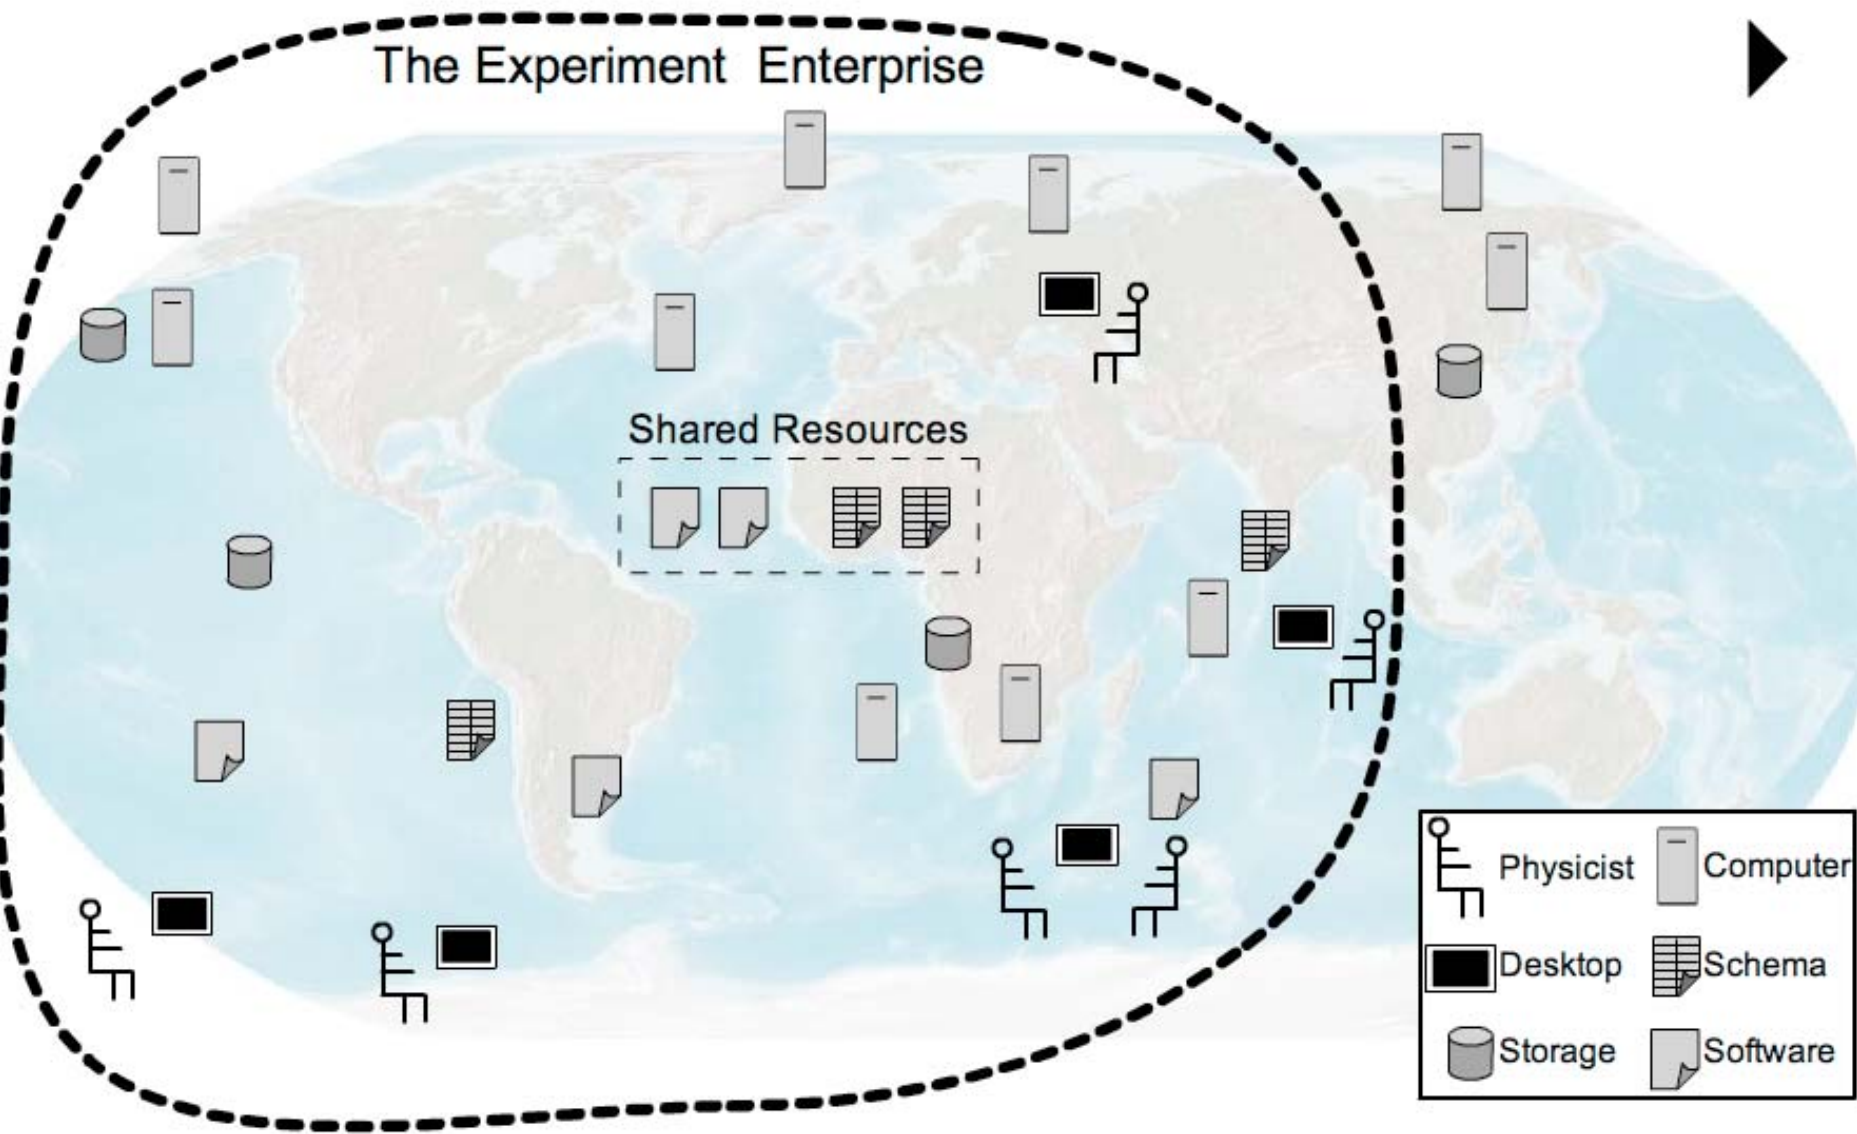 The Experiment Enterprise
Shared Resources
Physicist
Computer
Desktop
Schema
Storage
Software